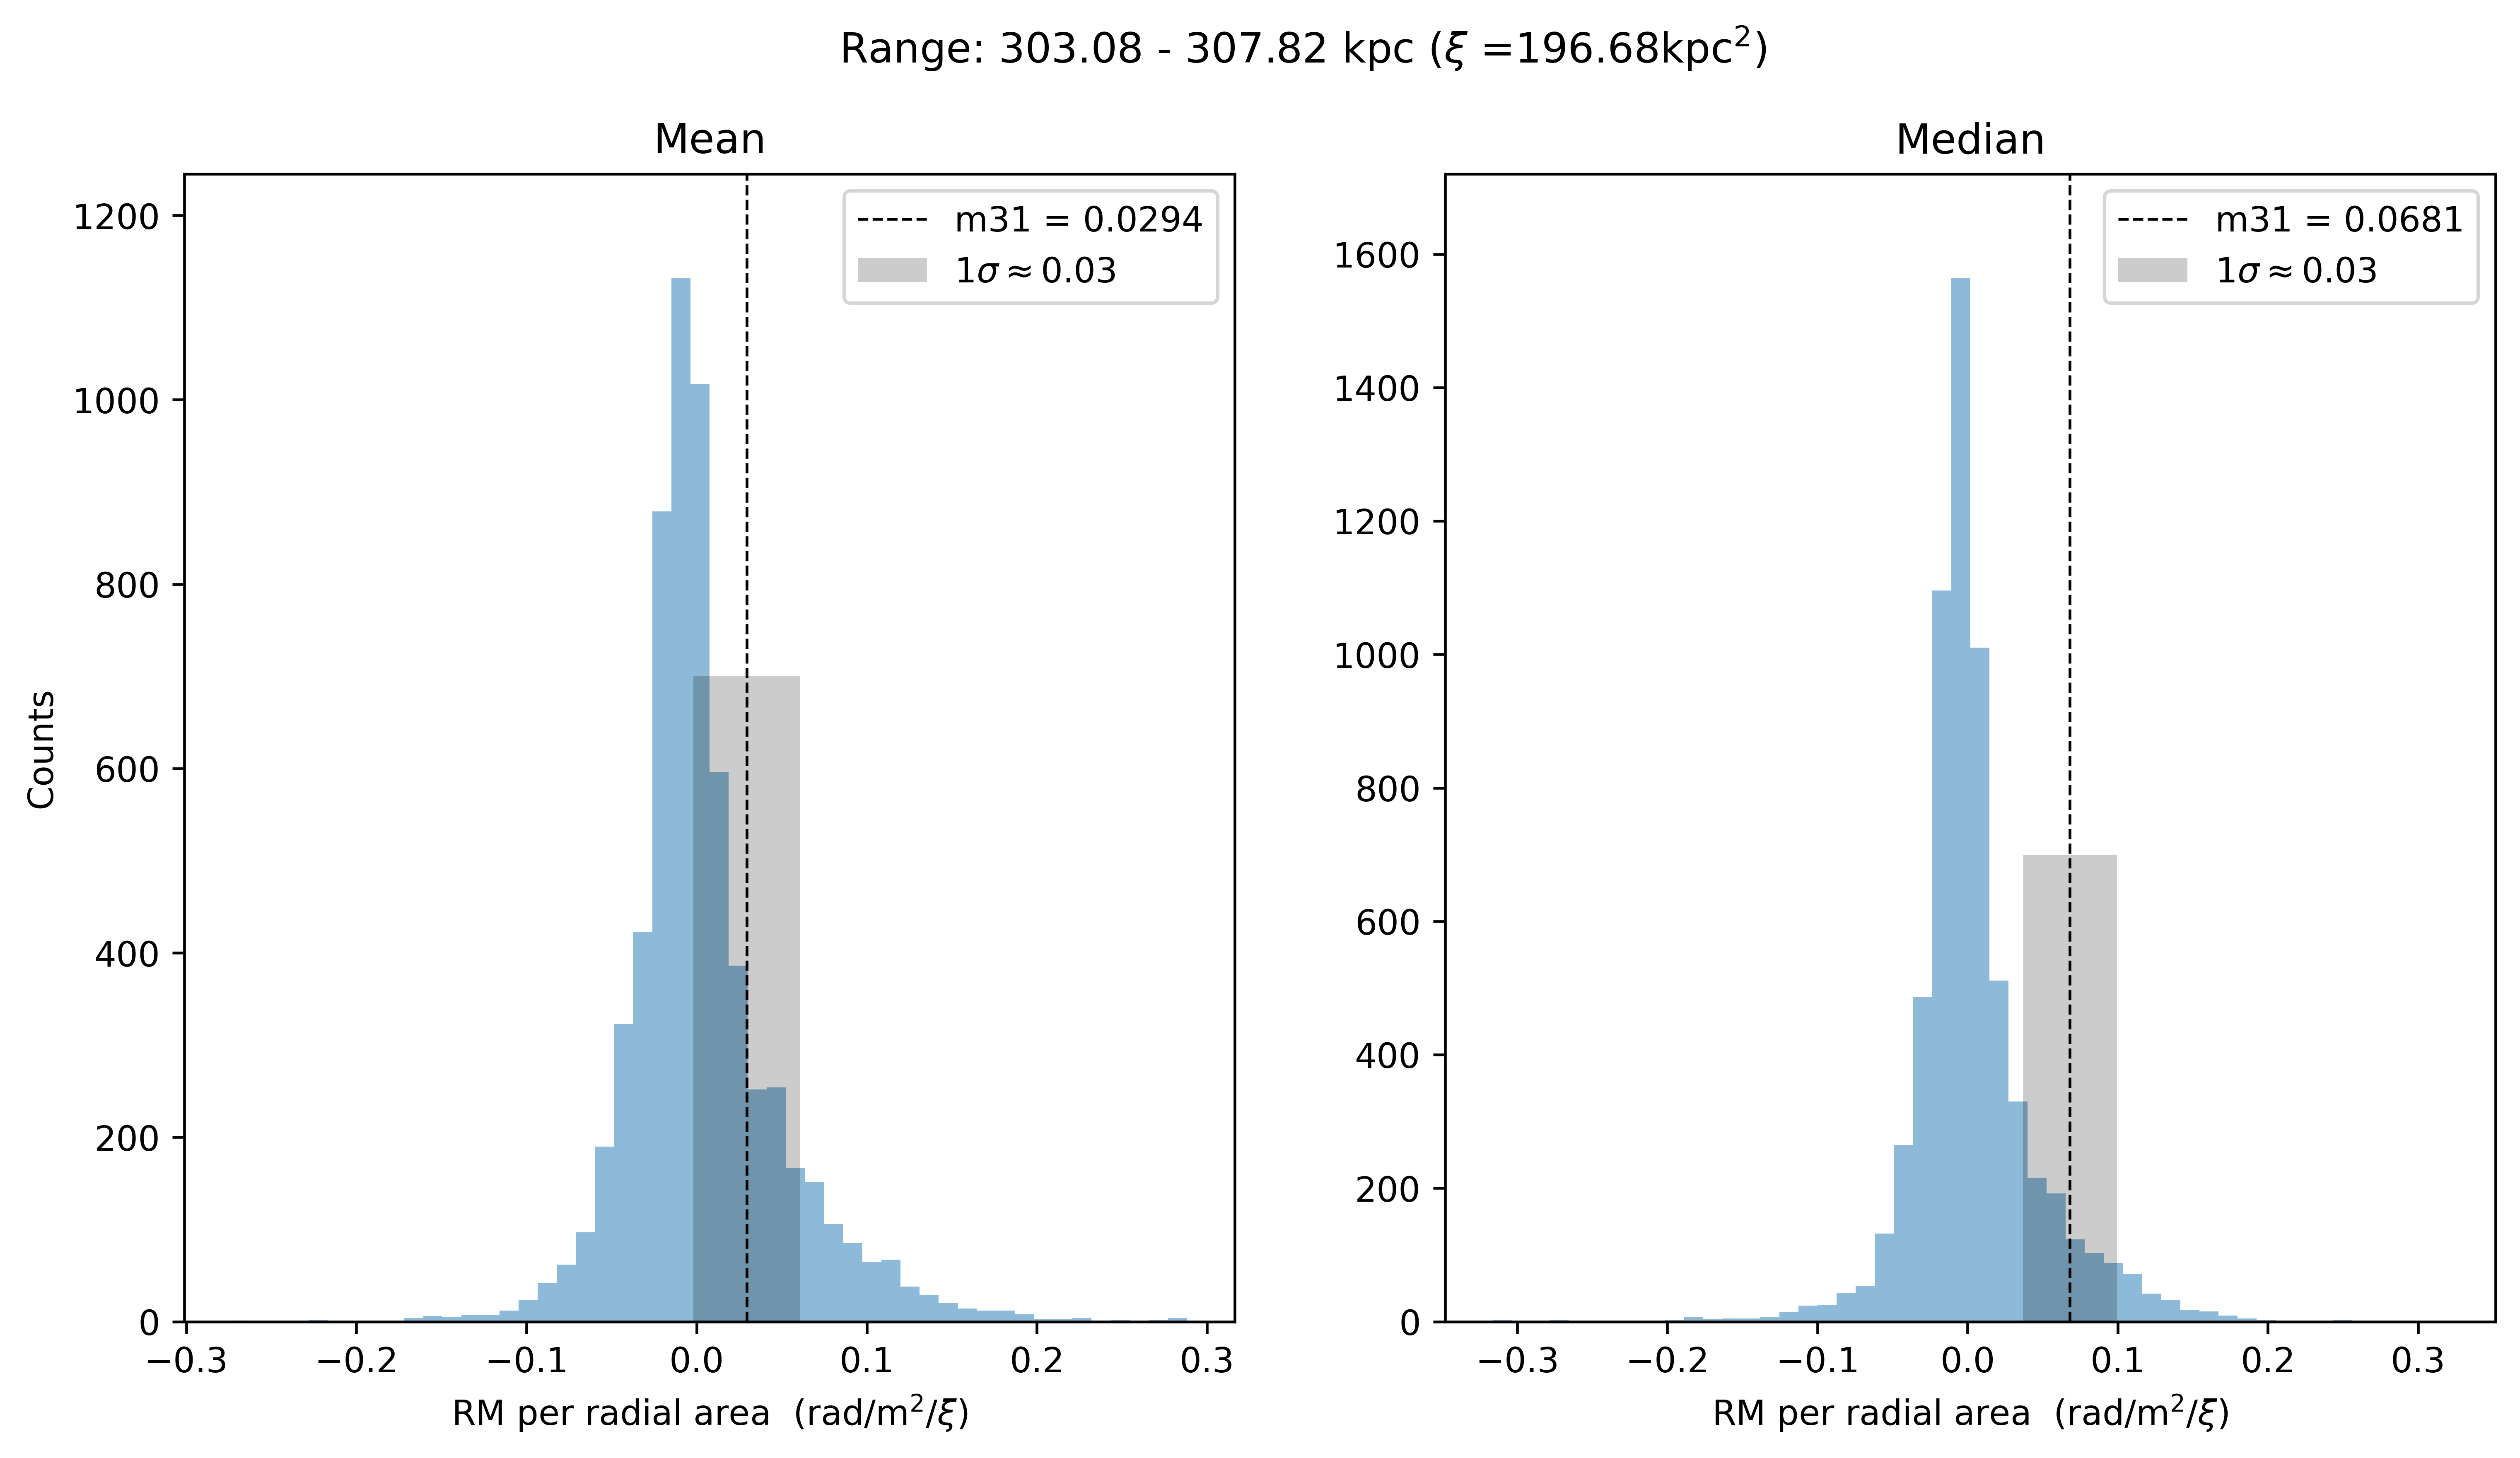 Range: 303.08 - 307.82 kpc (ξ =196.68kpc²)
Mean
m31 = 0.0294
1σ ≈ 0.03
1200
1000
800
600
400
200
0
Counts
−0.3 −0.2 −0.1 0.0 0.1 0.2 0.3
RM per radial area (rad/m²/ξ)
Median
m31 = 0.0681
1σ ≈ 0.03
1600
1400
1200
1000
800
600
400
200
0
−0.3 −0.2 −0.1 0.0 0.1 0.2 0.3
RM per radial area (rad/m²/ξ)